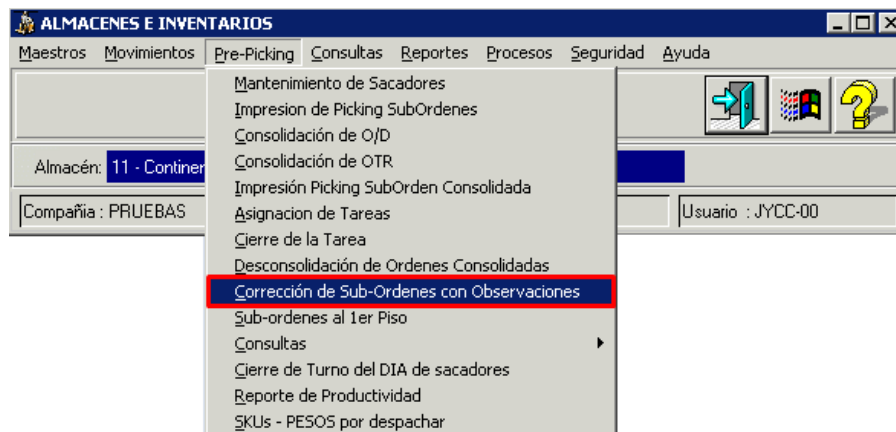 ALMACENES E INVENTARIOS
Maestros Movimientos Pre-Picking Consultas Reportes Procesos Seguridad Ayuda
Mantenimiento de Sacadores
Impresion de Picking SubOrdenes
Consolidación de O/D
Almacén: 11 - Contine
Consolidación de OTR
Impresión Picking SubOrden Consolidada
Compañia : PRUEBAS
Asignacion de Tareas
Usuario : JYCC-00
Cierre de la Tarea
Desconsolidación de Ordenes Consolidadas
Corrección de Sub-Ordenes con Observaciones
Sub-ordenes al 1er Piso
Consultas
Cierre de Turno del DIA de sacadores
Reporte de Productividad
SKUs - PESOS por despachar